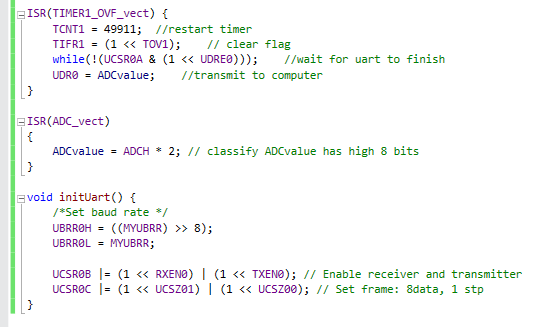 ISR(TIMER1_OVF_vect) {
TCNT1 = 49911;  //restart timer
TIFR1 = (1 << TOV1);    // clear flag
while(!(UCSR0A & (1 << UDRE0)));    //wait for uart to finish
UDR0 = ADCvalue;    //transmit to computer
}
ISR(ADC_vect)
{
ADCvalue = ADCH * 2; // classify ADCvalue has high 8 bits
}
void initUart() {
/*Set baud rate */
UBRR0H = ((MYUBRR) >> 8);
UBRR0L = MYUBRR;
UCSR0B |= (1 << RXEN0) | (1 << TXEN0); // Enable receiver and transmitter
UCSR0C |= (1 << UCSZ01) | (1 << UCSZ00); // Set frame: 8data, 1 stp
}